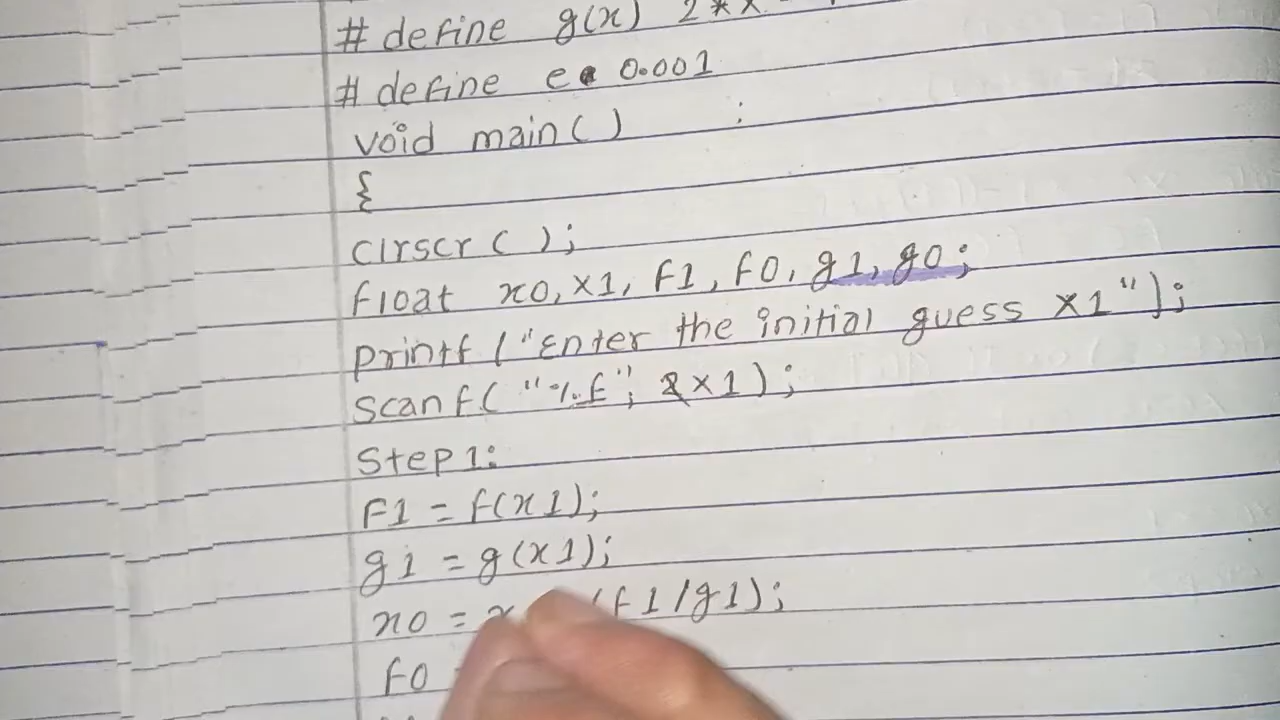 # define g(x) 2*x
# define e 0.001
void main()
{
clrscr();
float x0, x1, f1, f0, g1, g0;
printf("Enter the initial guess x1");
scanf("%f", &x1);
Step1:
f1 = f(x1);
g1 = g(x1);
x0 = (f1/g1);
f0